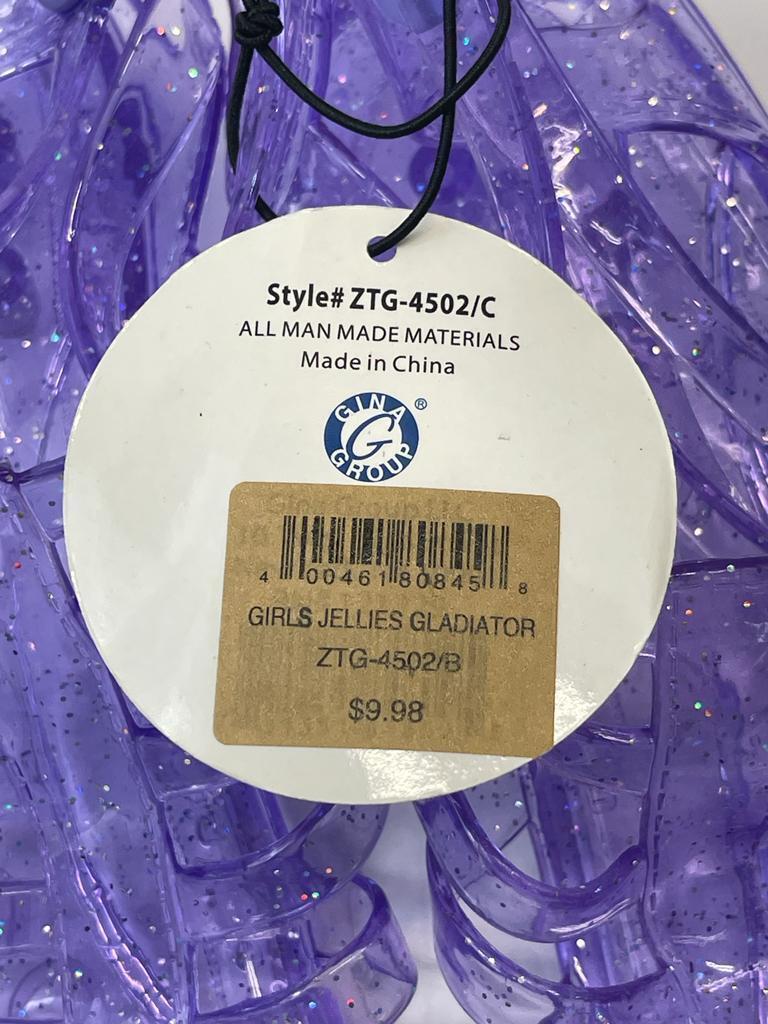 Style# ZTG-4502/C
ALL MAN MADE MATERIALS
Made in China
GINA
G
GROUP
®
4 00461 80845 8
GIRLS JELLIES GLADIATOR
ZTG-4502/B
$9.98